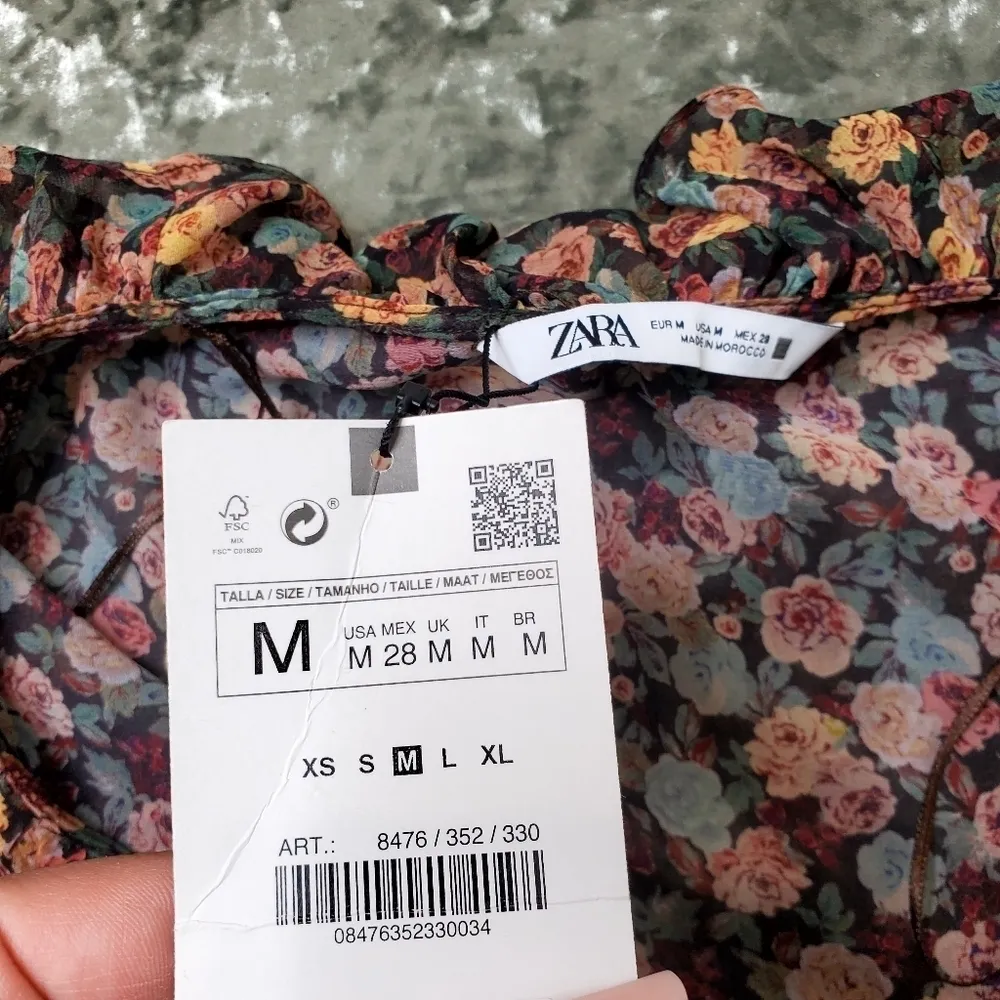 ZARA
EUR M USA M MEX 28
MADE IN MOROCCO
FSC
MIX
FSC™ C018020
®
TALLA / SIZE / TAMANHO / TAILLE / MAAT / ΜΕΓΕΘΟΣ
M
USA MEX UK IT BR
M 28 M M M
XS S M L XL
ART.: 8476 / 352 / 330
08476352330034